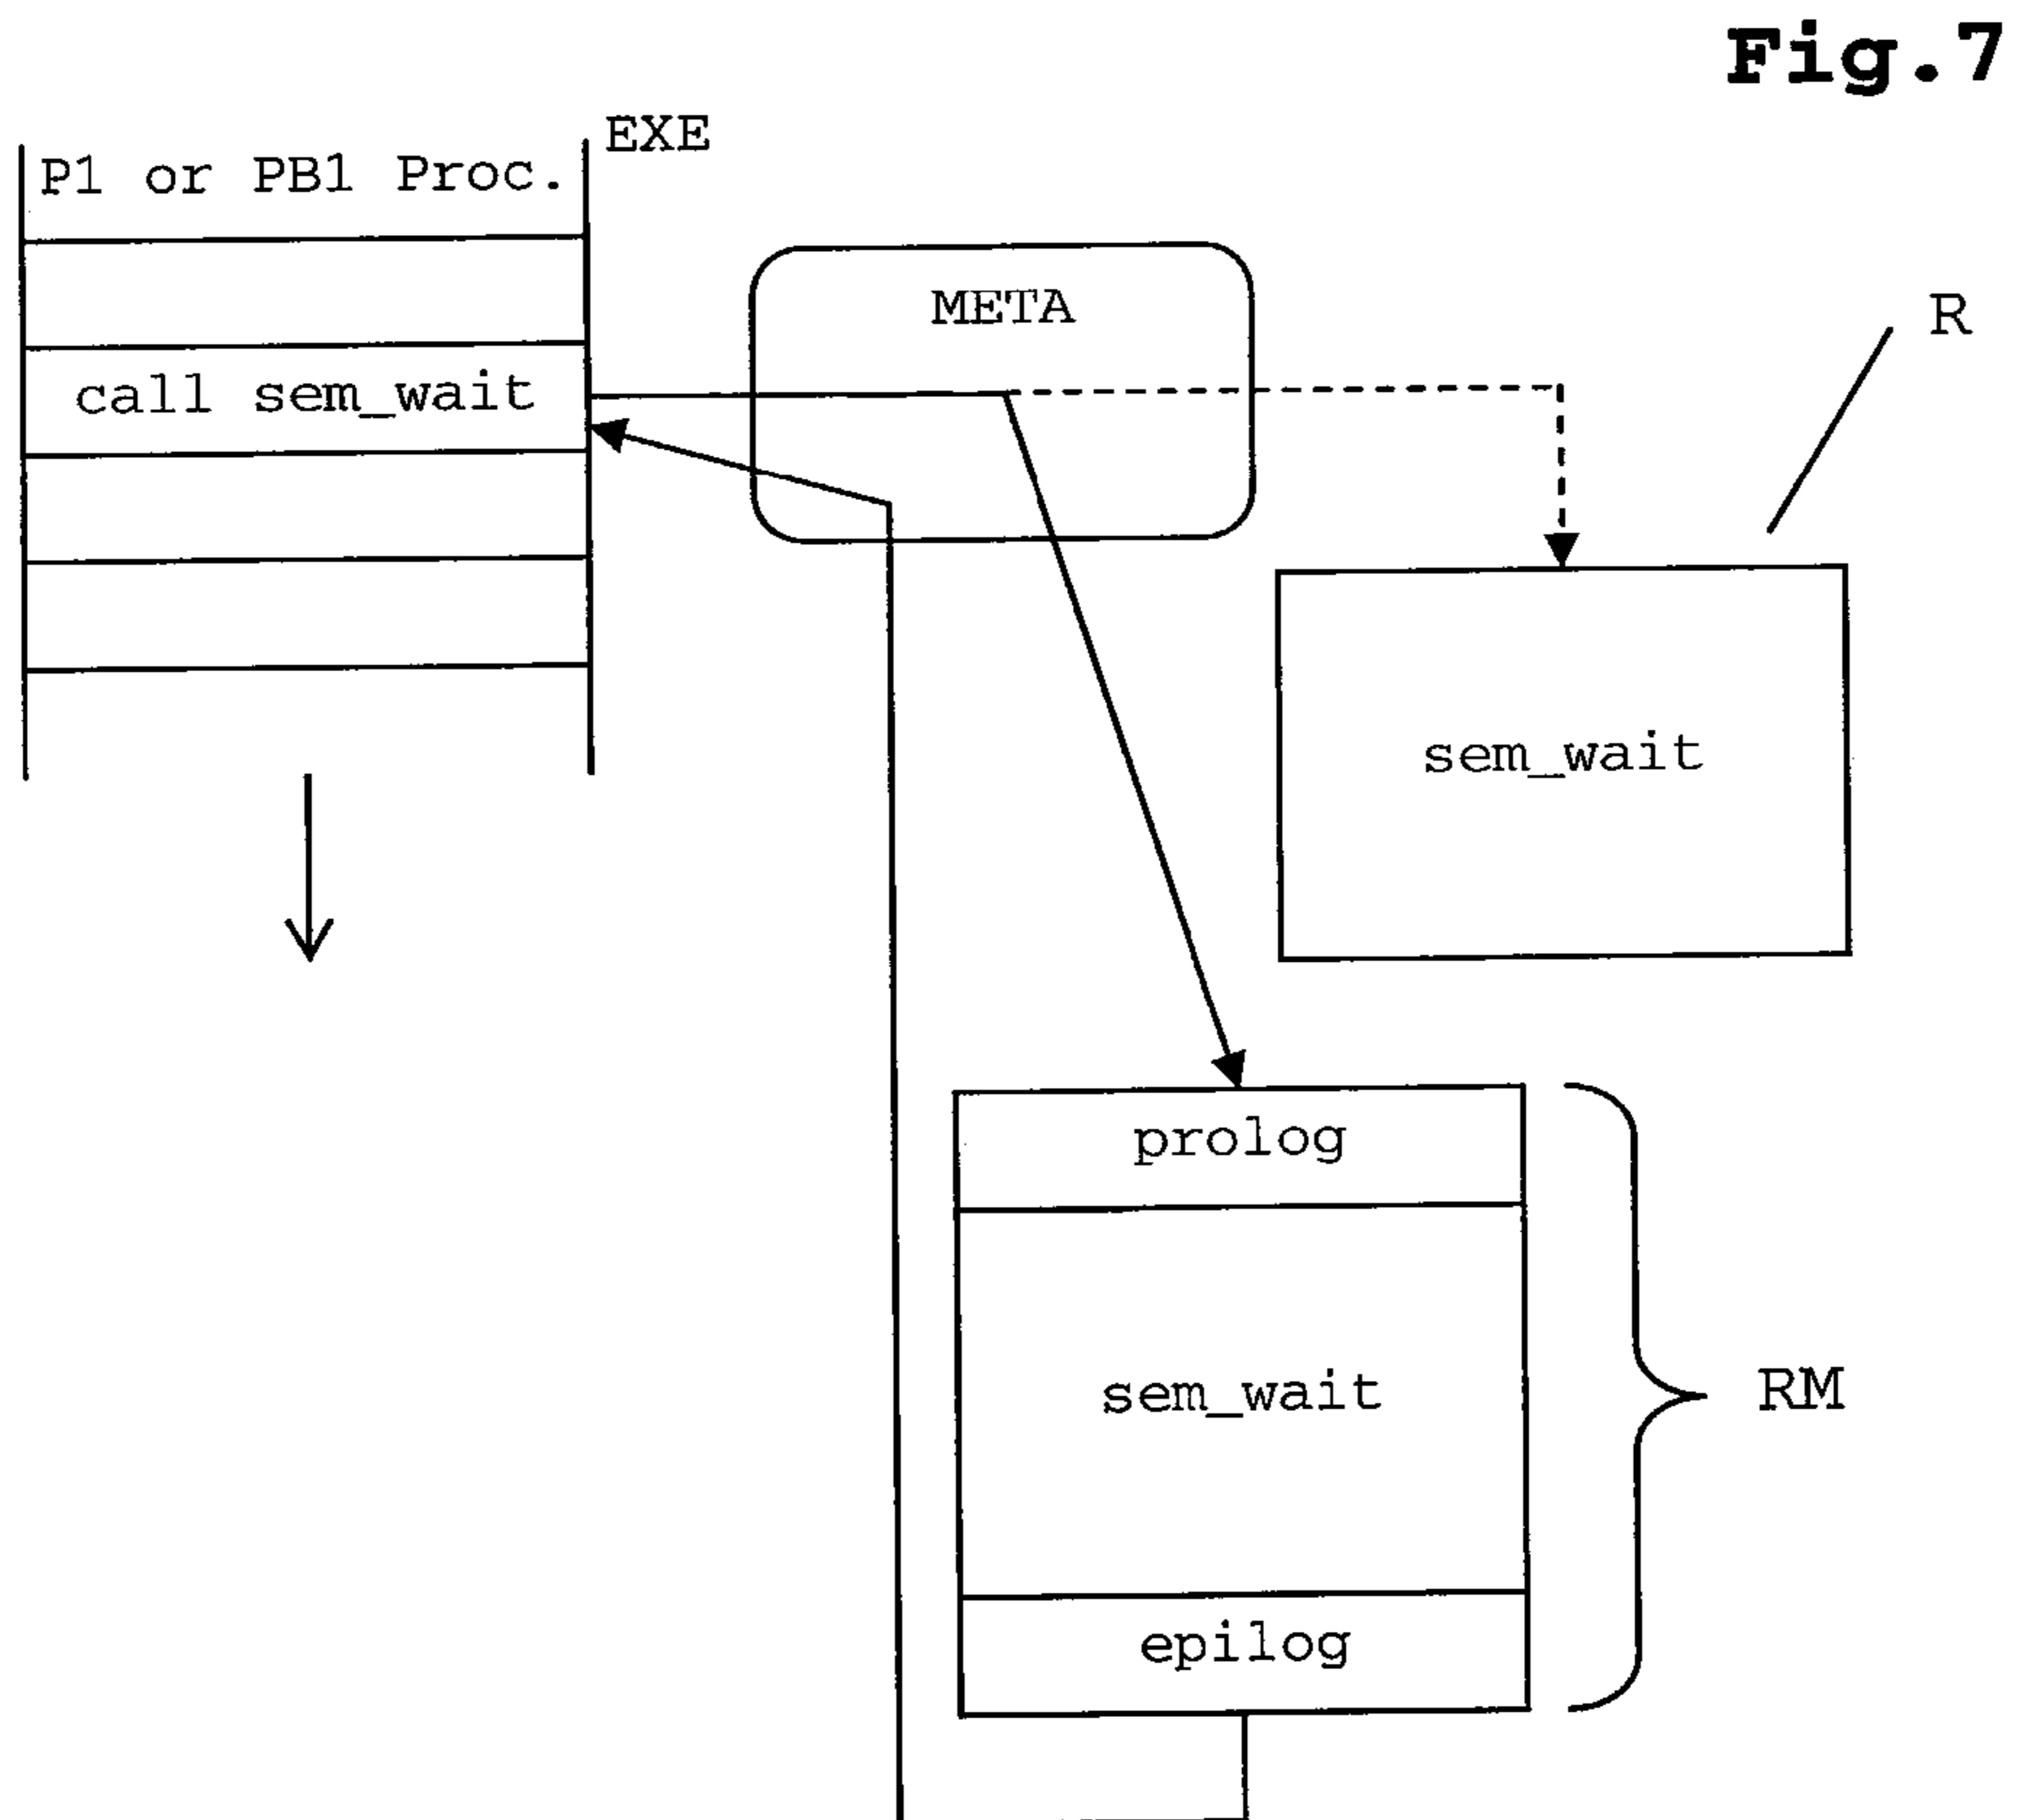 Fig.7
EXE
P1 or PB1 Proc.
META
R
call sem_wait
sem_wait
prolog
sem_wait
RM
epilog